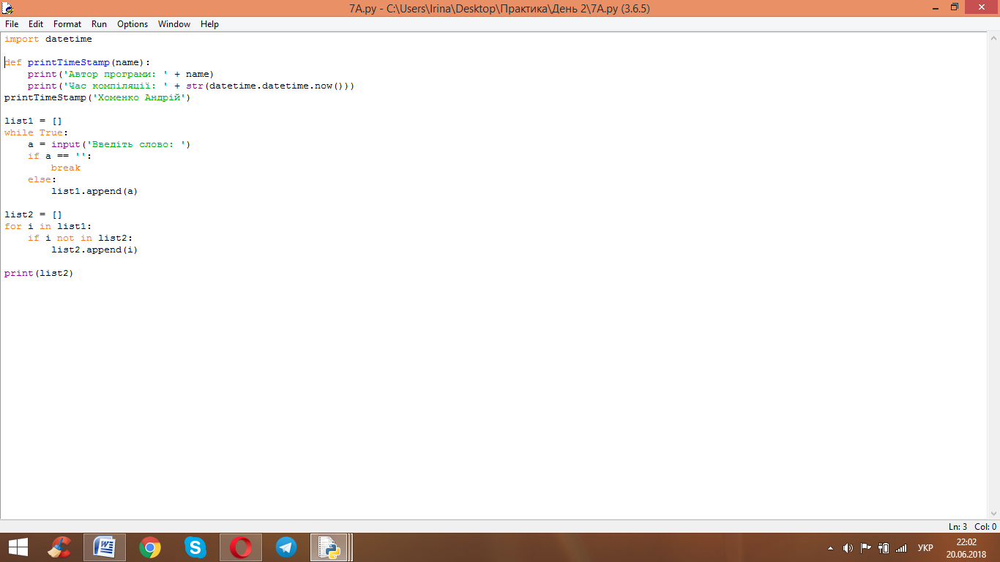 7A.py - C:\Users\Irina\Desktop\Практика\День 2\7A.py (3.6.5)
File Edit Format Run Options Window Help
import datetime

def printTimeStamp(name):
    print('Автор програми: ' + name)
    print('Час компіляції: ' + str(datetime.datetime.now()))
printTimeStamp('Хоменко Андрій')

list1 = []
while True:
    a = input('Введіть слово: ')
    if a == '':
        break
    else:
        list1.append(a)

list2 = []
for i in list1:
    if i not in list2:
        list2.append(i)

print(list2)
Ln: 3 Col: 0
УКР
22:02
20.06.2018